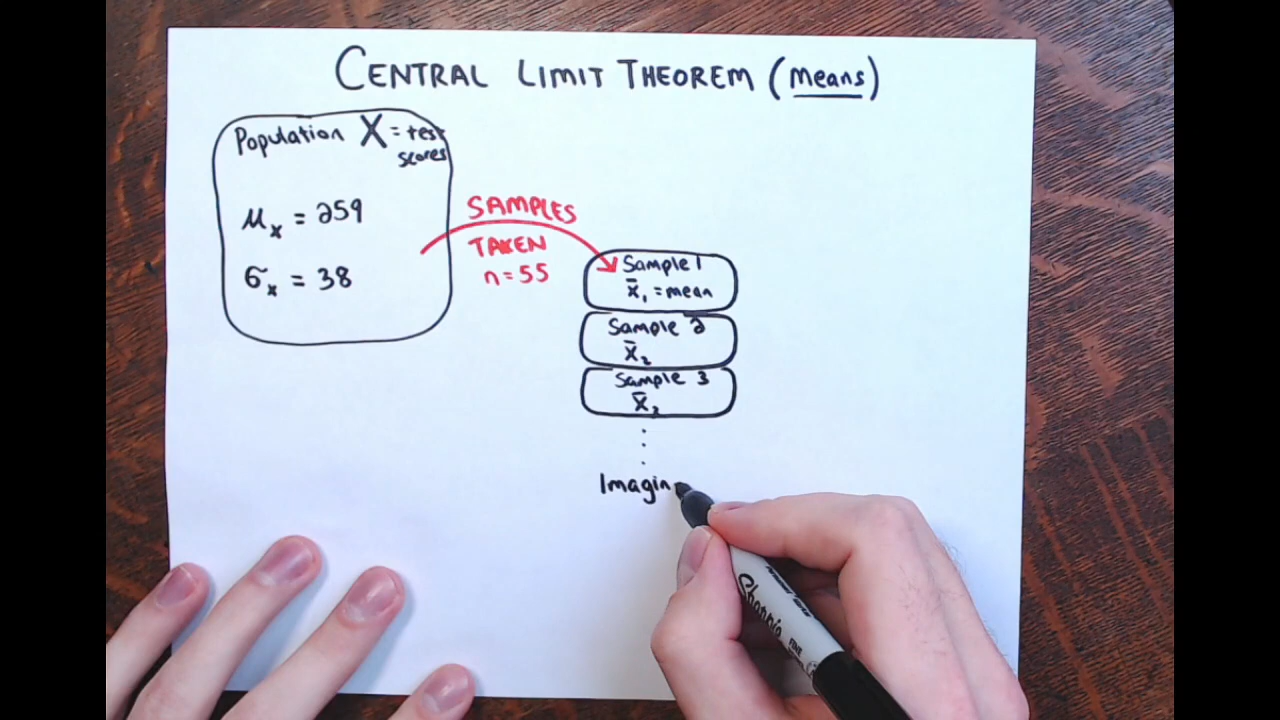 CENTRAL LIMIT THEOREM (means)
Population X = test
scores
μₓ = 259
σₓ = 38
SAMPLES
TAKEN
n = 55
Sample 1
x̄₁ = mean
Sample 2
x̄₂
Sample 3
x̄₃
Imagin
Sharpie
FINE